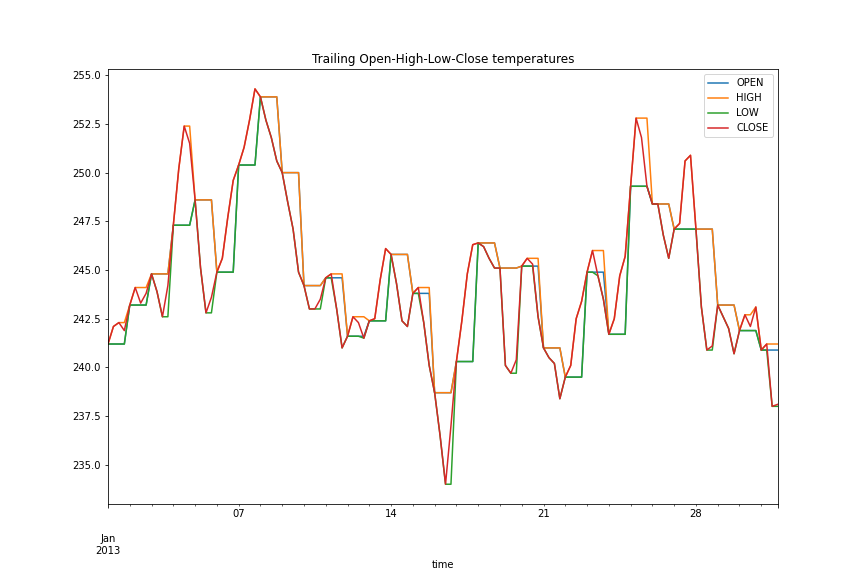 Trailing Open-High-Low-Close temperatures
OPEN
HIGH
LOW
CLOSE
255.0
252.5
250.0
247.5
245.0
242.5
240.0
237.5
235.0
07
14
21
28
Jan
2013
time